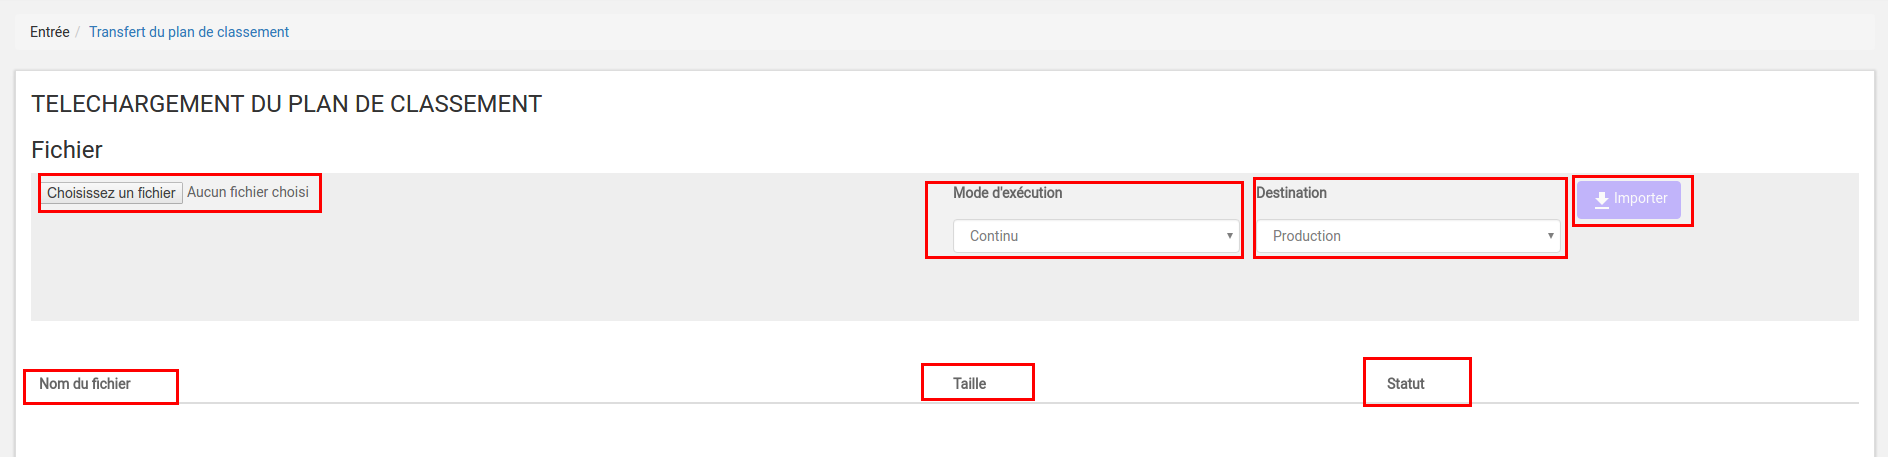 Entrée / Transfert du plan de classement
TELECHARGEMENT DU PLAN DE CLASSEMENT
Fichier
Choisissez un fichier Aucun fichier choisi
Mode d'exécution
Continu
Destination
Production
Importer
Nom du fichier Taille Statut